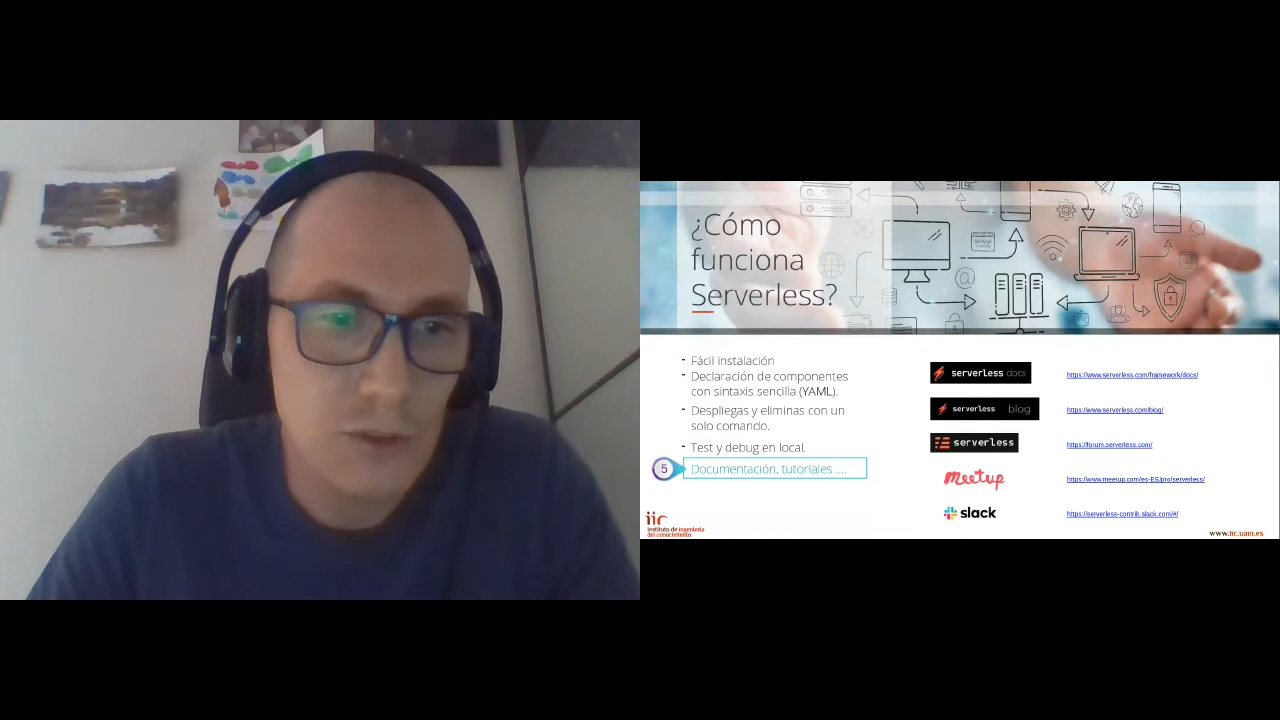 ¿Cómo
funciona
Serverless?
www
@
- Fácil instalación
- Declaración de componentes
con sintaxis sencilla (YAML).
- Despliegas y eliminas con un
solo comando.
- Test y debug en local.
5
Documentación, tutoriales ....
serverless docs
https://www.serverless.com/framework/docs/
serverless blog
https://www.serverless.com/blog/
serverless
https://forum.serverless.com/
meetup
https://www.meetup.com/es-ES/pro/serverless/
slack
https://serverless-contrib.slack.com/#/
iic
instituto de ingeniería
del conocimiento
www.iic.uam.es